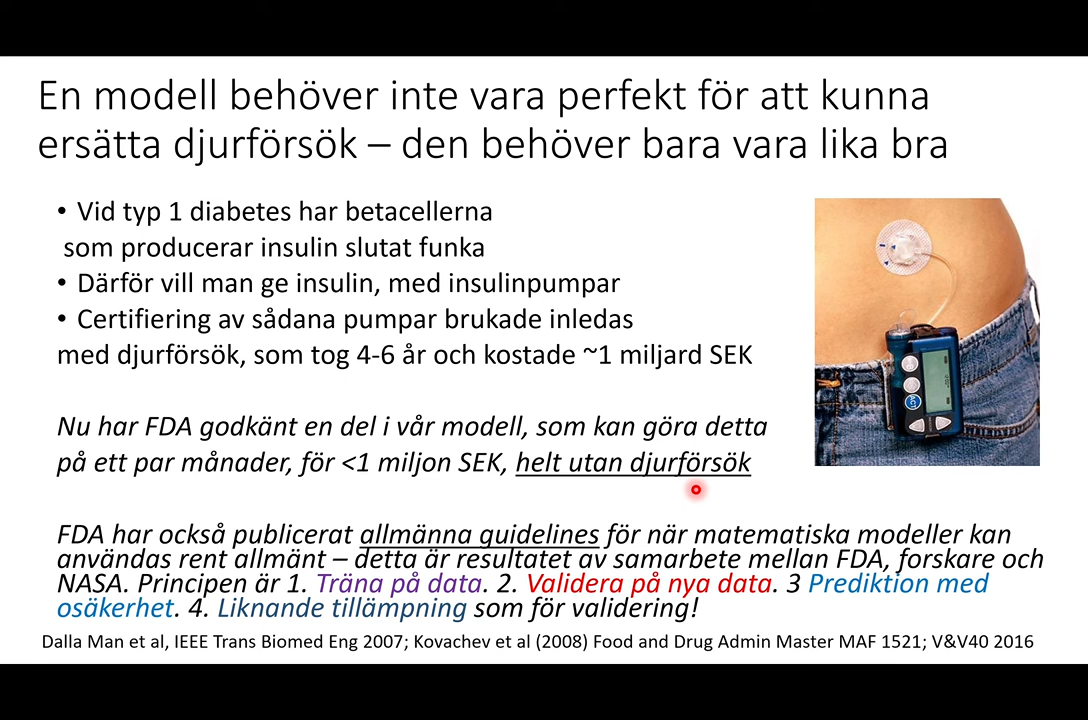 En modell behöver inte vara perfekt för att kunna
ersätta djurförsök – den behöver bara vara lika bra
• Vid typ 1 diabetes har betacellerna
som producerar insulin slutat funka
• Därför vill man ge insulin, med insulinpumpar
• Certifiering av sådana pumpar brukade inledas
med djurförsök, som tog 4-6 år och kostade ~1 miljard SEK
Nu har FDA godkänt en del i vår modell, som kan göra detta
på ett par månader, för <1 miljon SEK, helt utan djurförsök
FDA har också publicerat allmänna guidelines för när matematiska modeller kan
användas rent allmänt – detta är resultatet av samarbete mellan FDA, forskare och
NASA. Principen är 1. Träna på data. 2. Validera på nya data. 3 Prediktion med
osäkerhet. 4. Liknande tillämpning som för validering!
Dalla Man et al, IEEE Trans Biomed Eng 2007; Kovachev et al (2008) Food and Drug Admin Master MAF 1521; V&V40 2016